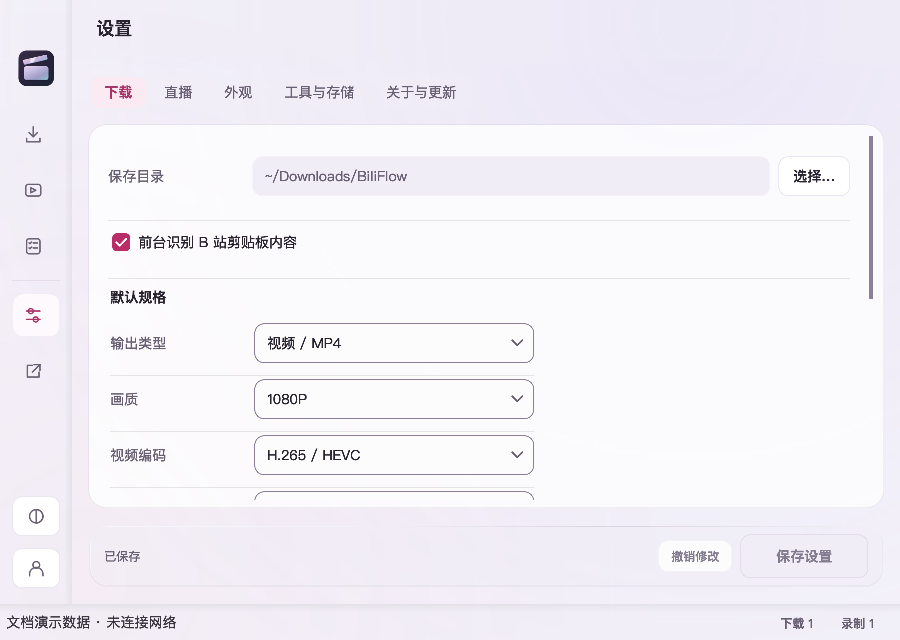 设置
下载 直播 外观 工具与存储 关于与更新
保存目录 ~/Downloads/BiliFlow 选择...
前台识别 B 站剪贴板内容
默认规格
输出类型 视频 / MP4
画质 1080P
视频编码 H.265 / HEVC
已保存 撤销修改 保存设置
文档演示数据 · 未连接网络 下载 1 录制 1